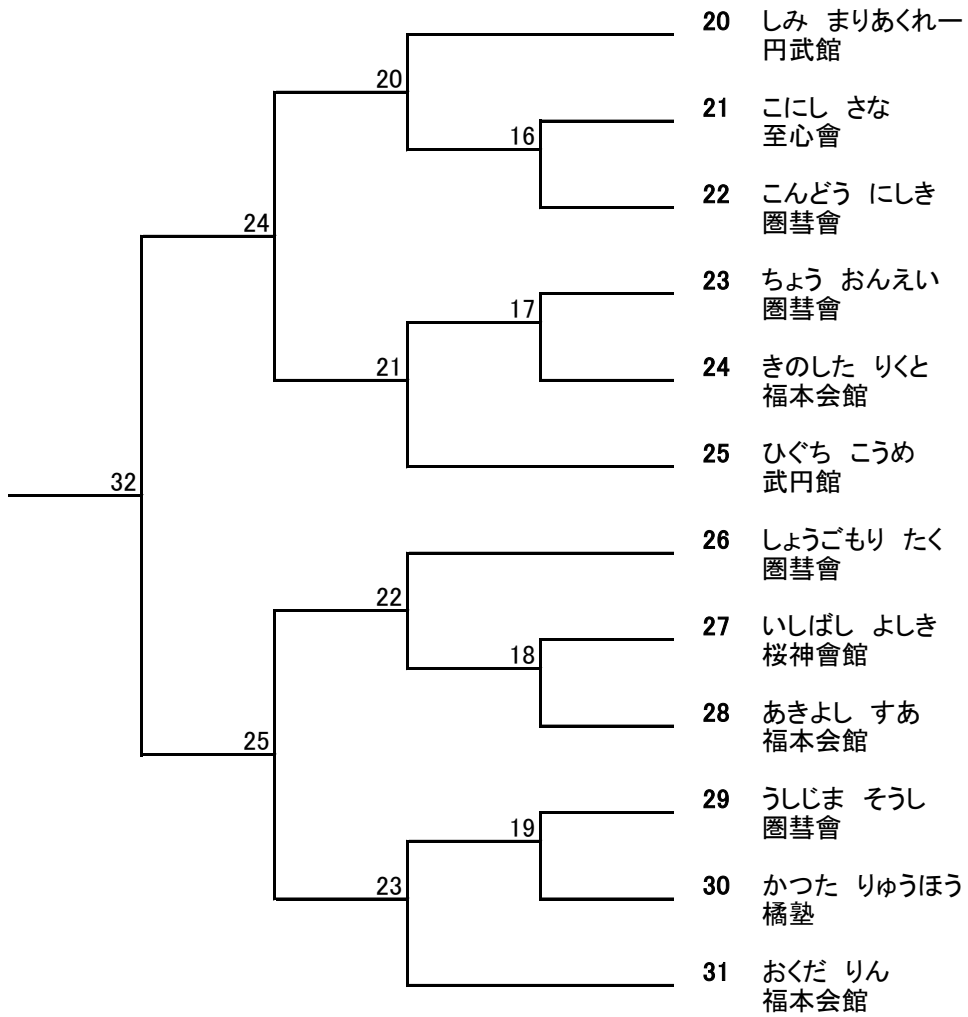 20 しみ まりあくれー
円武館
20
21 こにし さな
至心會
16
22 こんどう にしき
圏彗會
24
23 ちょう おんえい
圏彗會
17
21
24 きのした りくと
福本会館
25 ひぐち こうめ
武円館
32
26 しょうごもり たく
圏彗會
22
27 いしばし よしき
桜神會館
18
28 あきよし すあ
福本会館
25
29 うしじま そうし
圏彗會
19
23
30 かつた りゅうほう
橘塾
31 おくだ りん
福本会館